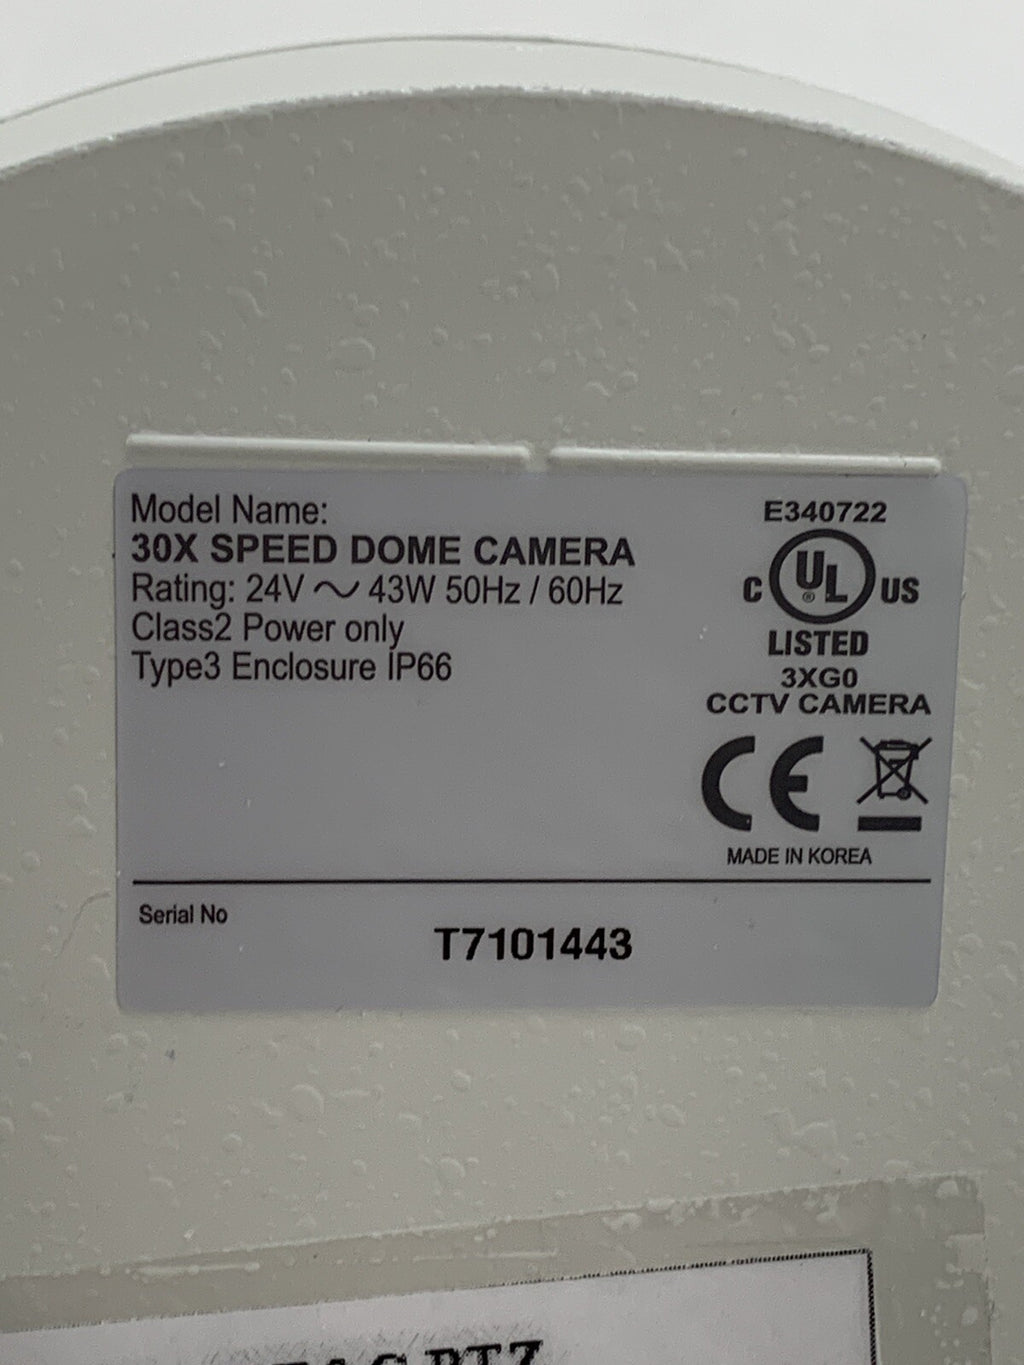 Model Name:
30X SPEED DOME CAMERA
Rating: 24V ～ 43W 50Hz / 60Hz
Class2 Power only
Type3 Enclosure IP66
E340722
C UL® US
LISTED
3XG0
CCTV CAMERA
CE
MADE IN KOREA
Serial No
T7101443
PTZ